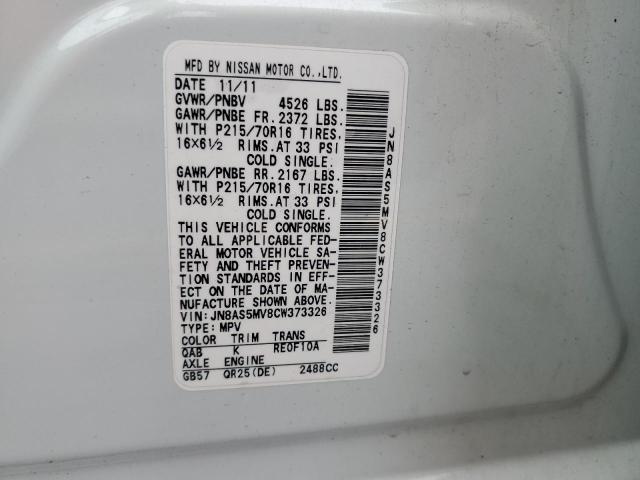 MFD BY NISSAN MOTOR CO.,LTD.
DATE 11/11
GVWR/PNBV 4526 LBS.
GAWR/PNBE FR. 2372 LBS.
WITH P215/70R16 TIRES,
16X6½ RIMS.AT 33 PSI
COLD SINGLE.
GAWR/PNBE RR. 2167 LBS.
WITH P215/70R16 TIRES,
16X6½ RIMS.AT 33 PSI
COLD SINGLE.
THIS VEHICLE CONFORMS
TO ALL APPLICABLE FED-
ERAL MOTOR VEHICLE SA-
FETY AND THEFT PREVEN-
TION STANDARDS IN EFF-
ECT ON THE DATE OF MA-
NUFACTURE SHOWN ABOVE.
VIN: JN8AS5MV8CW373326
TYPE: MPV
COLOR TRIM TRANS
QAB K RE0F10A
AXLE ENGINE
GB57 QR25(DE) 2488CC
JN8AS5MV8CW373326